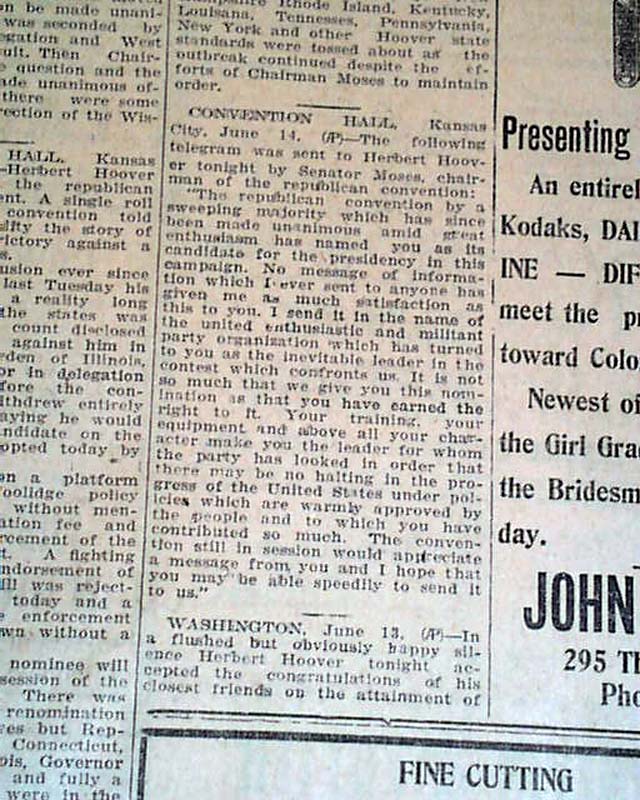 en be made unani-
was seconded by
egation and West
uit. Then Chair-
e question and the
ade unanimous of-
there were some
rection of the Wis-
HALL, Kansas
-Herbert Hoover
the republican
ent. A single roll
convention told
sify the story of
victory against a
s.
usion ever since
last Tuesday his
a reality long
the states was
count disclosed
against him in
den of Illinois,
or in delegation
fore the con-
ithdrew entirely
aying he would
ndidate on the
opted today by
on a platform
oolidge policy
without men-
ation fee and
rcement of the
t. A fighting
ndorsement of
ill was reject-
today and a
e enforcement
wn without a
nominee will
session of the
There was
renomination
es but Rep-
Connecticut,
ois, Governor
and fully a
were in the
Rhode Island, Kentucky,
Louisana, Tennesses, Pennsylvania,
New York and other Hoover state
standards were tossed about as the
outbreak continued despite the ef-
forts of Chairman Moses to maintain
order.
CONVENTION HALL, Kansas
City, June 14, (AP)—The following
telegram was sent to Herbert Hoov-
er tonight by Senator Moses, chair-
man of the republican convention:
"The republican convention by a
sweeping majority which has since
been made unanimous amid great
enthusiasm has named you as its
candidate for the presidency in this
campaign. No message of informa-
tion which I ever sent to anyone has
given me as much satisfaction as
this to you. I send it in the name of
the united enthusiastic and militant
party organization which has turned
to you as the inevitable leader in the
contest which confronts us. It is not
so much that we give you this nom-
ination as that you have earned the
right to it. Your training, your
equipment and above all your char-
acter make you the leader for whom
the party has looked in order that
there may be no halting in the pro-
gress of the United States under pol-
icies which are warmly approved by
the people and to which you have
contributed so much. The conven-
tion still in session would appreciate
a message from you and I hope that
you may be able speedily to send it
to us."
WASHINGTON, June 13, (AP)—In
a flushed but obviously happy sil-
ence Herbert Hoover tonight ac-
cepted the congratulations of his
closest friends on the attainment of
Presenting
An entirel
Kodaks, DAI
INE — DIF
meet the pr
toward Colo
Newest of
the Girl Gra
the Bridesm
day.
JOHN
295 Th
Pho
FINE CUTTING